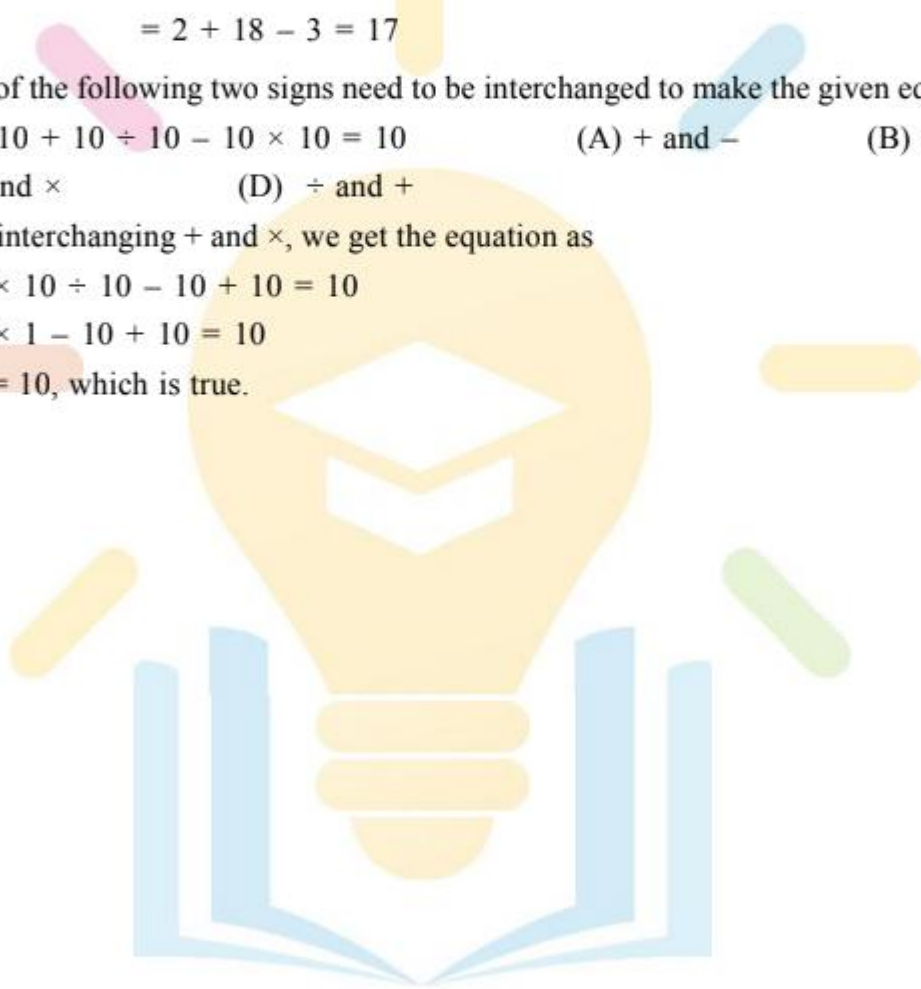 = 2 + 18 – 3 = 17
of the following two signs need to be interchanged to make the given
10 + 10 ÷ 10 – 10 × 10 = 10 (A) + and – (B)
× (D) ÷ and +
interchanging + and ×, we get the equation as
× 10 ÷ 10 – 10 + 10 = 10
× 1 – 10 + 10 = 10
= 10, which is true.